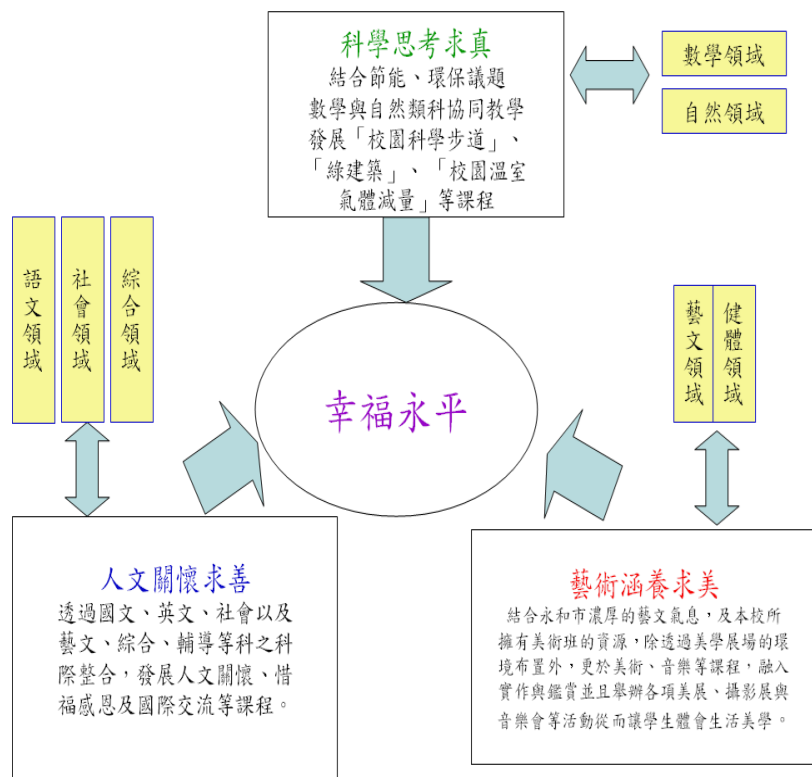 科學思考求真
結合節能、環保議題
數學與自然類科協同教學
發展「校園科學步道」、
「綠建築」、「校園溫室
氣體減量」等課程
數學領域
自然領域
語文領域
社會領域
綜合領域
藝文領域
健體領域
幸福永平
人文關懷求善
透過國文、英文、社會以及
藝文、綜合、輔導等科之科
際整合，發展人文關懷、惜
福感恩及國際交流等課程。
藝術涵養求美
結合永和市濃厚的藝文氣息，及本校所
擁有美術班的資源，除透過美學展場的環
境布置外，更於美術、音樂等課程，融入
實作與鑑賞並且舉辦各項美展、攝影展與
音樂會等活動從而讓學生體會生活美學。